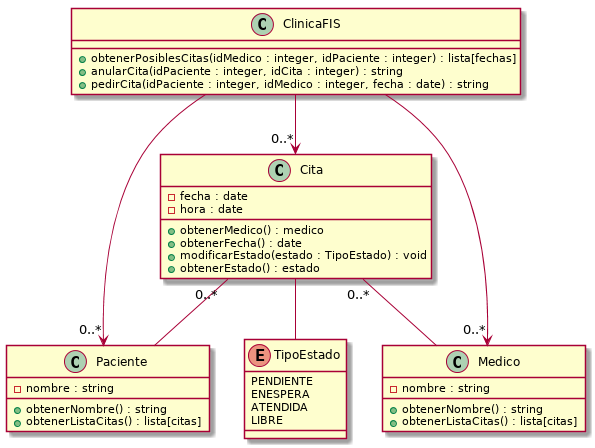 C ClinicaFIS
obtenerPosiblesCitas(idMedico : integer, idPaciente : integer) : lista[fechas]
anularCita(idPaciente : integer, idCita : integer) : string
pedirCita(idPaciente : integer, idMedico : integer, fecha : date) : string
0..*
C Cita
fecha : date
hora : date
obtenerMedico() : medico
obtenerFecha() : date
modificarEstado(estado : TipoEstado) : void
obtenerEstado() : estado
0..* 0..*
0..* 0..*
C Paciente
nombre : string
obtenerNombre() : string
obtenerListaCitas() : lista[citas]
E TipoEstado
PENDIENTE
ENESPERA
ATENDIDA
LIBRE
C Medico
nombre : string
obtenerNombre() : string
obtenerListaCitas() : lista[citas]